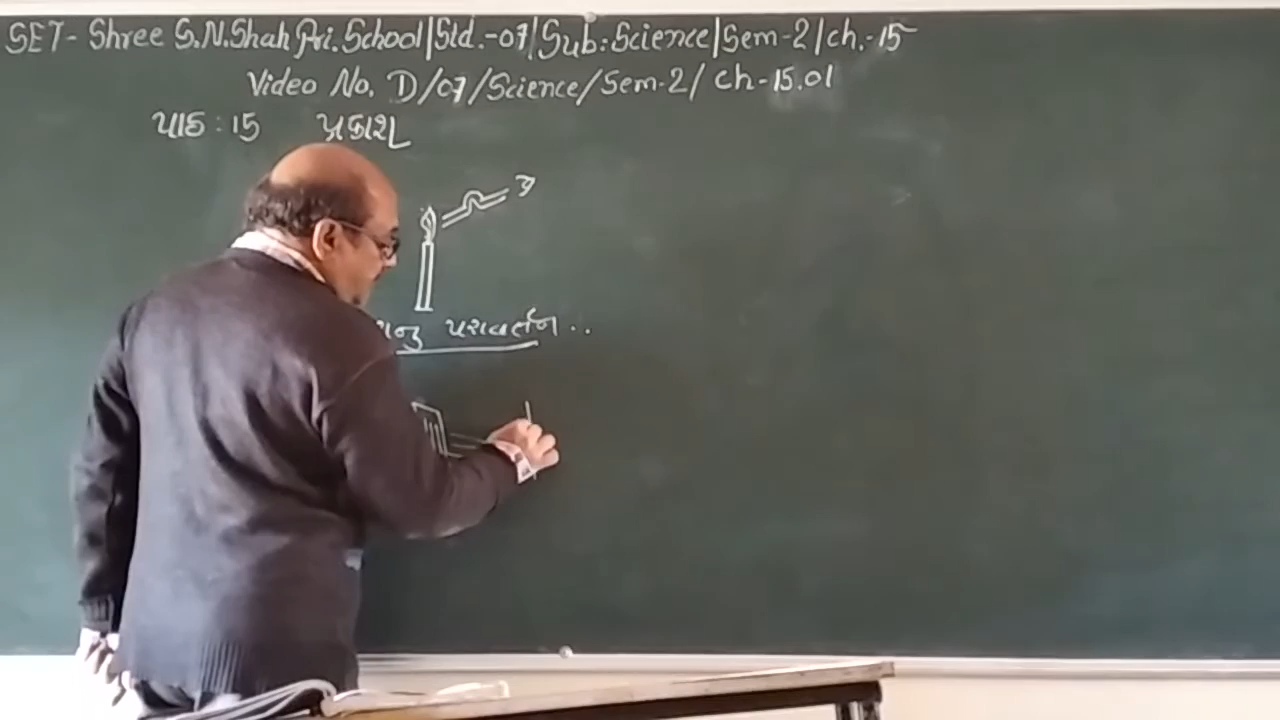 SET - Shree S.N.Shah Pri. School|Std.-07|Sub:Science|Sem-2|ch.-15
Video No. D/07/Science/Sem-2/ ch-15.01
પાઠ : 15 પ્રકાશ
પરાવર્તન ..